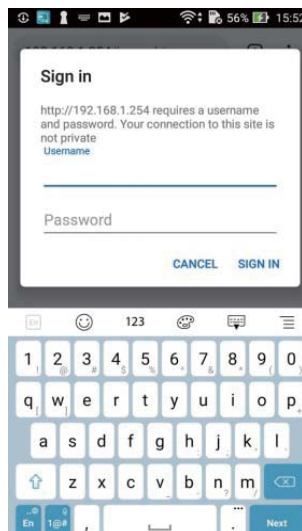 56% 15:52
Sign in
http://192.168.1.254 requires a username
and password. Your connection to this site is
not private
Username
Password
CANCEL SIGN IN
EN 123
1 2 3 4 5 6 7 8 9 0
! @ # $ % ^ & * ( )
q w e r t y u i o p
a s d f g h j k l
z x c v b n m
En 1@# , ... Next